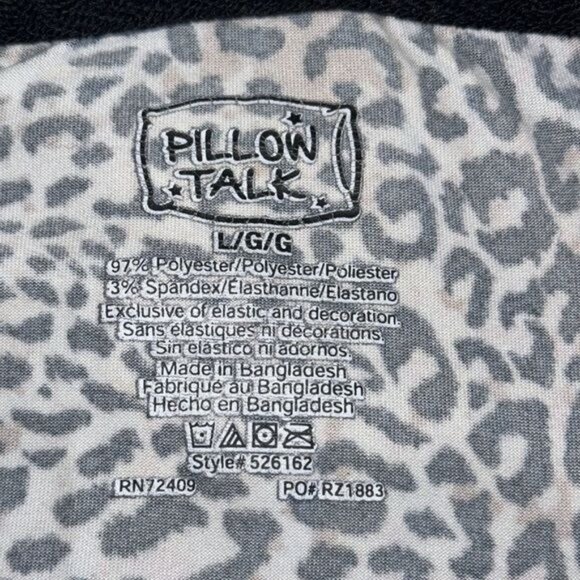 PILLOW
TALK
L/G/G
97% Polyester/Polyester/Poliester
3% Spandex/Élasthanne/Elastano
Exclusive of elastic and decoration
Sans élastiques ni décorations
Sin elástico ni adornos
Made in Bangladesh
Fabriqué au Bangladesh
Hecho en Bangladesh
Style# 526162
RN72409 PO# RZ1883